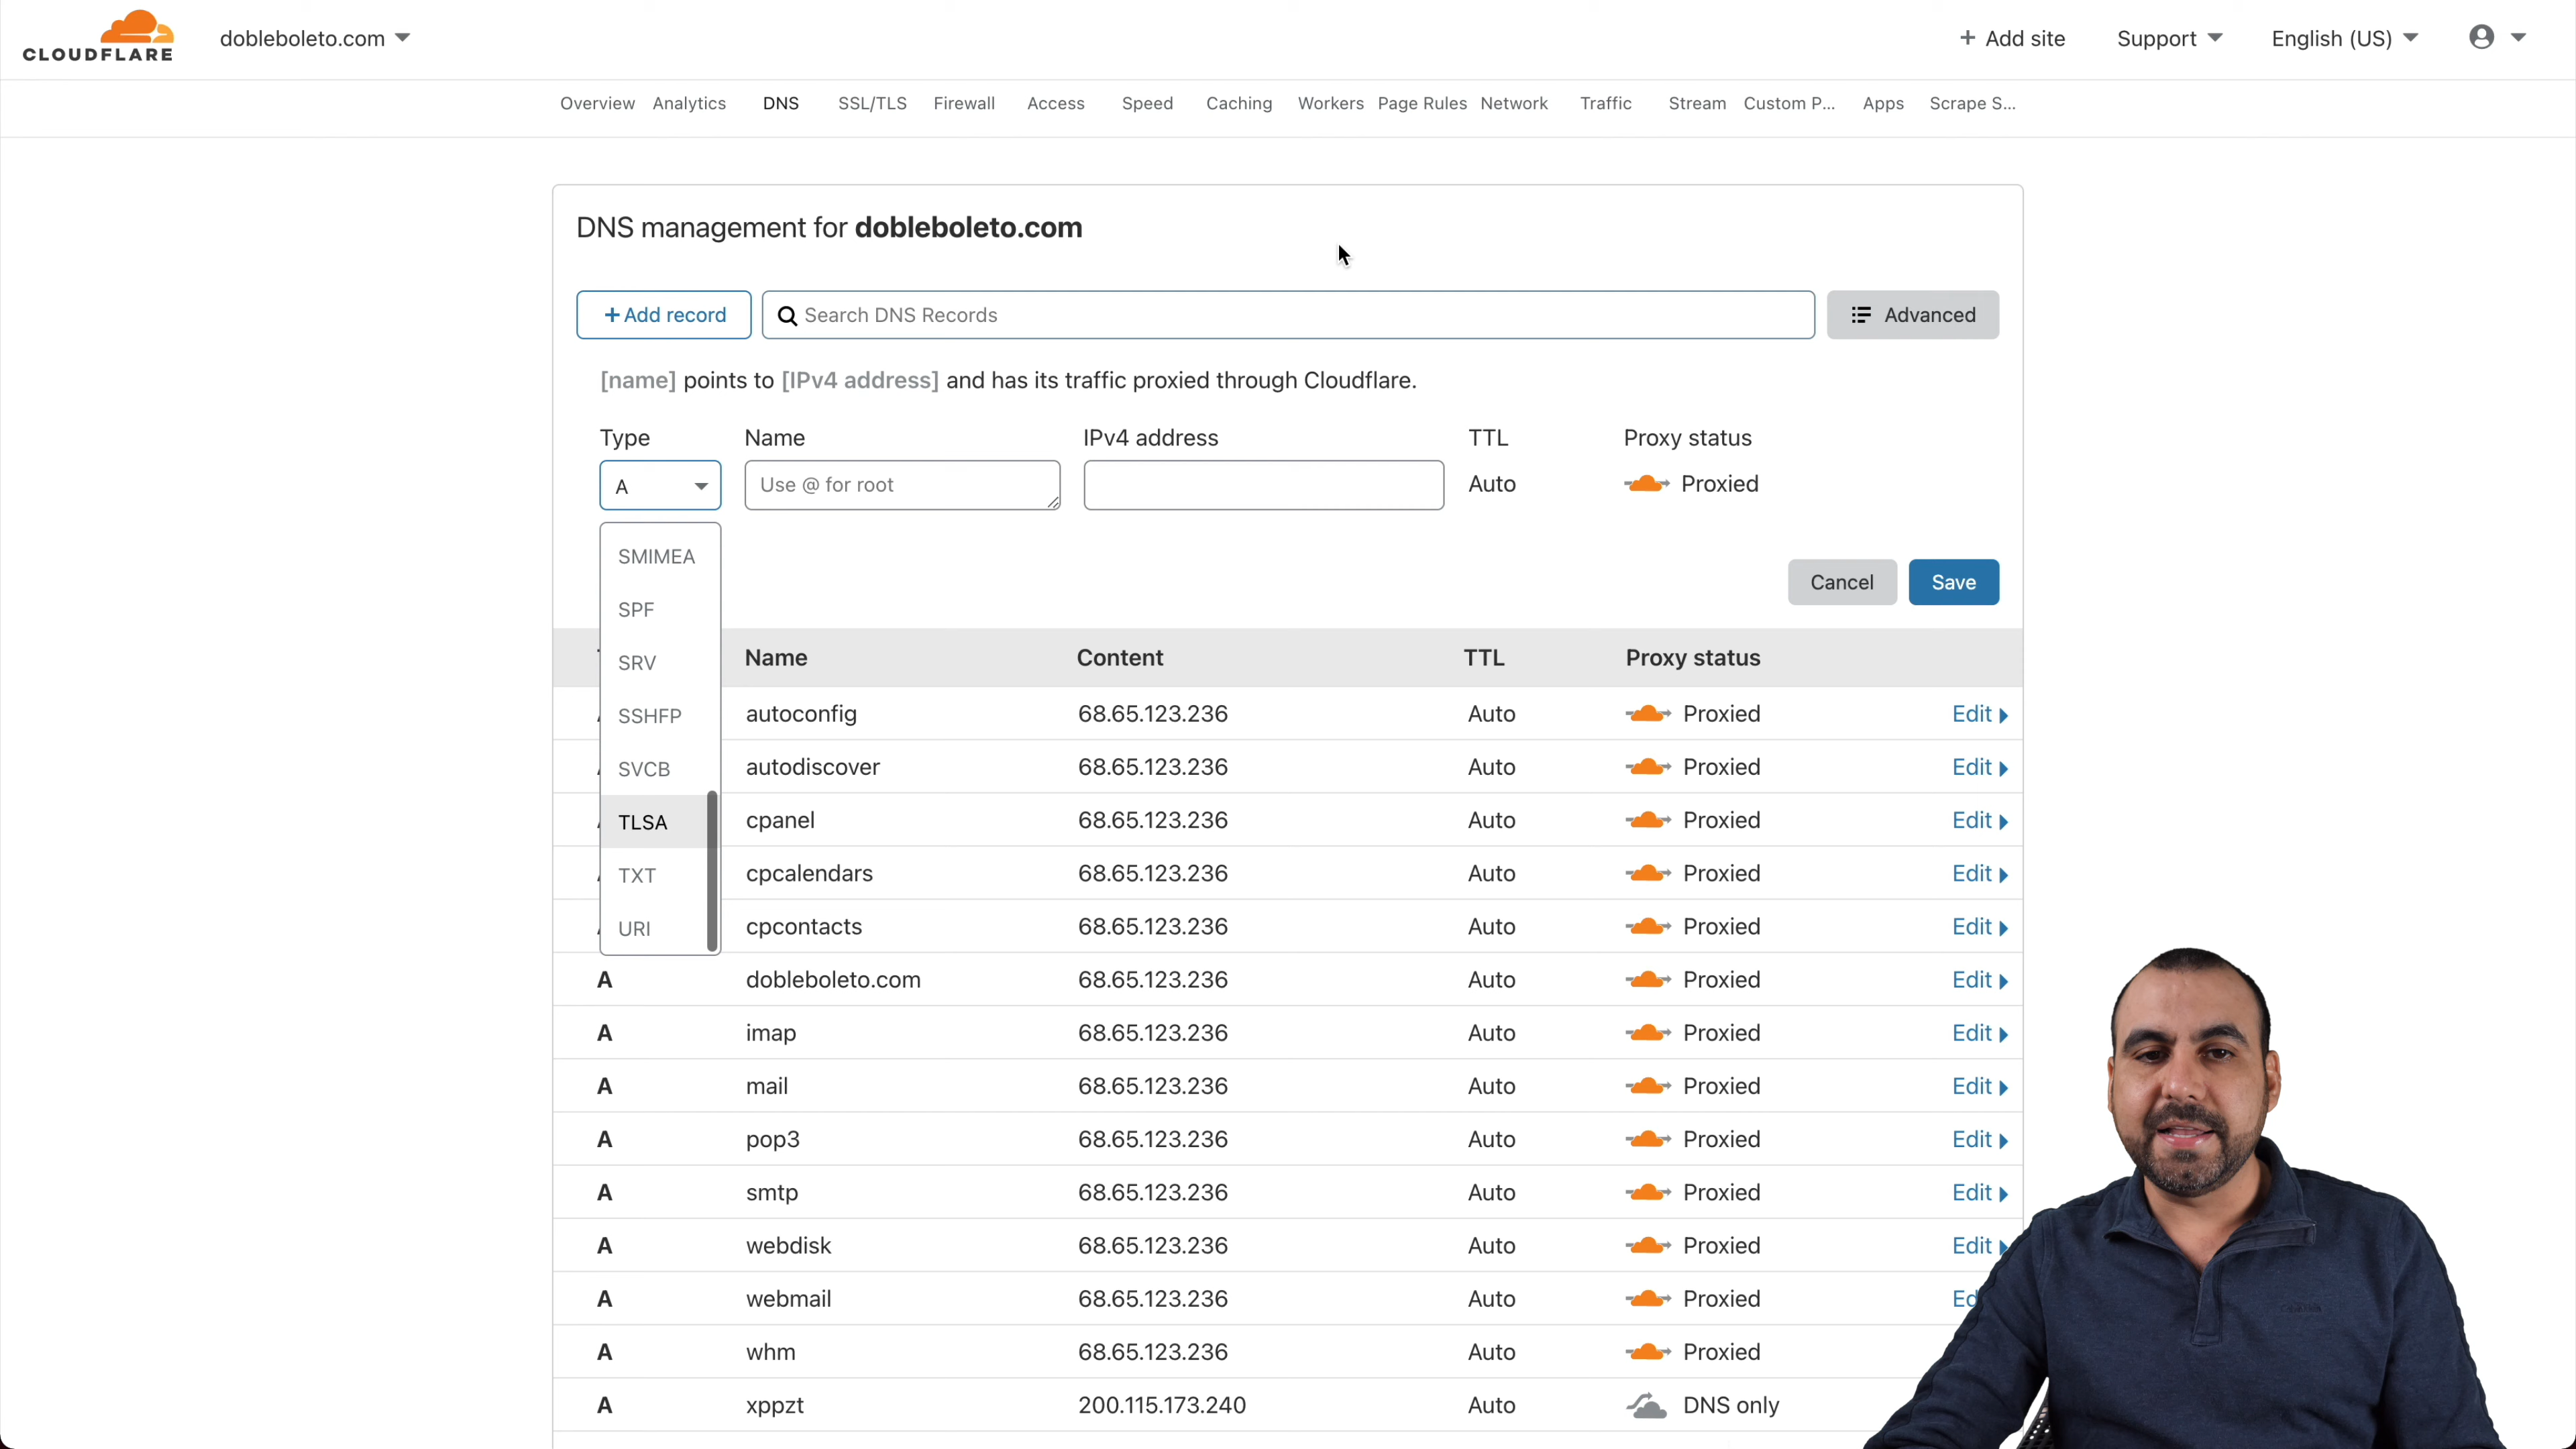 CLOUDFLARE
dobleboleto.com
+ Add site
Support
English (US)
Overview Analytics DNS SSL/TLS Firewall Access Speed Caching Workers Page Rules Network Traffic Stream Custom P... Apps Scrape S...
DNS management for dobleboleto.com
+ Add record
Search DNS Records
Advanced
[name] points to [IPv4 address] and has its traffic proxied through Cloudflare.
Type Name IPv4 address TTL Proxy status
A Use @ for root Auto Proxied
SMIMEA
SPF
SRV
SSHFP
SVCB
TLSA
TXT
URI
Cancel Save
Name Content TTL Proxy status
autoconfig 68.65.123.236 Auto Proxied Edit
autodiscover 68.65.123.236 Auto Proxied Edit
cpanel 68.65.123.236 Auto Proxied Edit
cpcalendars 68.65.123.236 Auto Proxied Edit
cpcontacts 68.65.123.236 Auto Proxied Edit
A dobleboleto.com 68.65.123.236 Auto Proxied Edit
A imap 68.65.123.236 Auto Proxied Edit
A mail 68.65.123.236 Auto Proxied Edit
A pop3 68.65.123.236 Auto Proxied Edit
A smtp 68.65.123.236 Auto Proxied Edit
A webdisk 68.65.123.236 Auto Proxied Edit
A webmail 68.65.123.236 Auto Proxied Ed
A whm 68.65.123.236 Auto Proxied
A xppzt 200.115.173.240 Auto DNS only